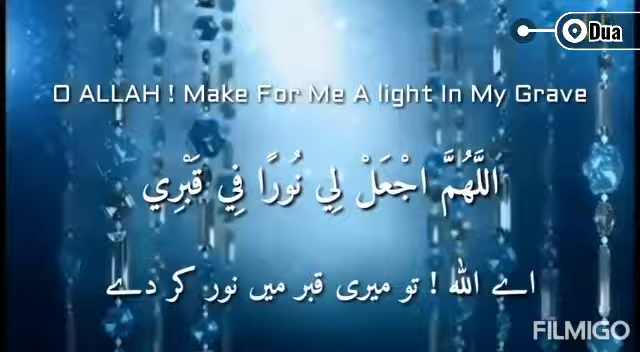 Dua
O ALLAH ! Make For Me A light In My Grave
اللَّهُمَّ اجْعَلْ لِي نُورًا فِي قَبْرِي
اے اللہ ! تو میری قبر میں نور کر دے
FILMIGO